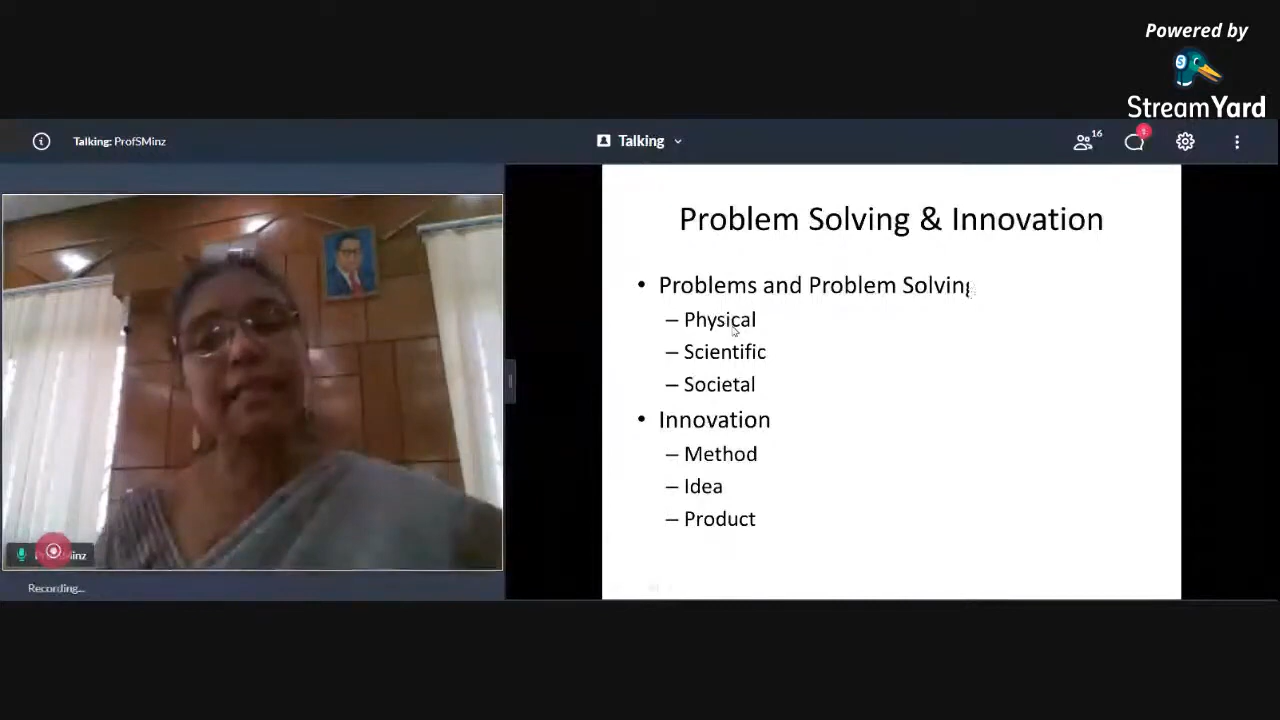 Powered by
StreamYard
Talking: ProfSMinz
Talking
16
1
Problem Solving & Innovation
• Problems and Problem Solving
– Physical
– Scientific
– Societal
• Innovation
– Method
– Idea
– Product
Recording...